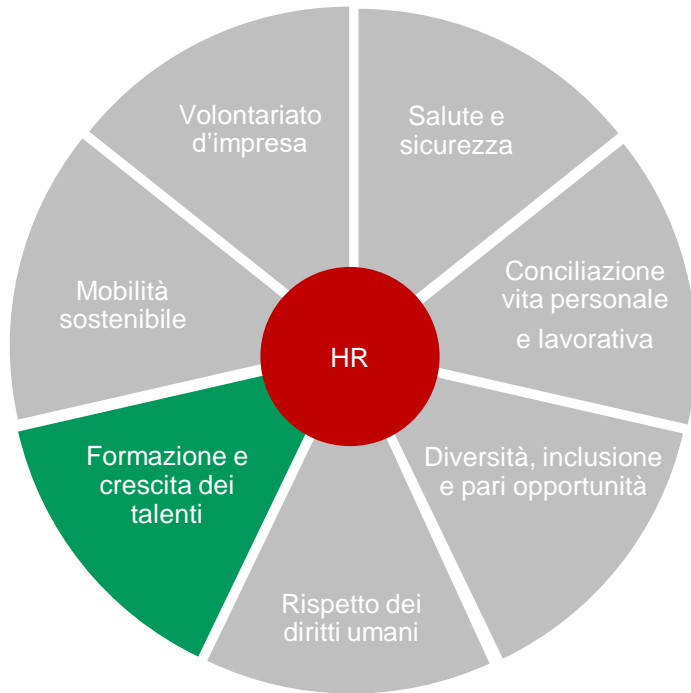 Volontariato
d'impresa
Salute e
sicurezza
Conciliazione
vita personale
e lavorativa
Mobilità
sostenibile
HR
Formazione e
crescita dei
talenti
Diversità, inclusione
e pari opportunità
Rispetto dei
diritti umani